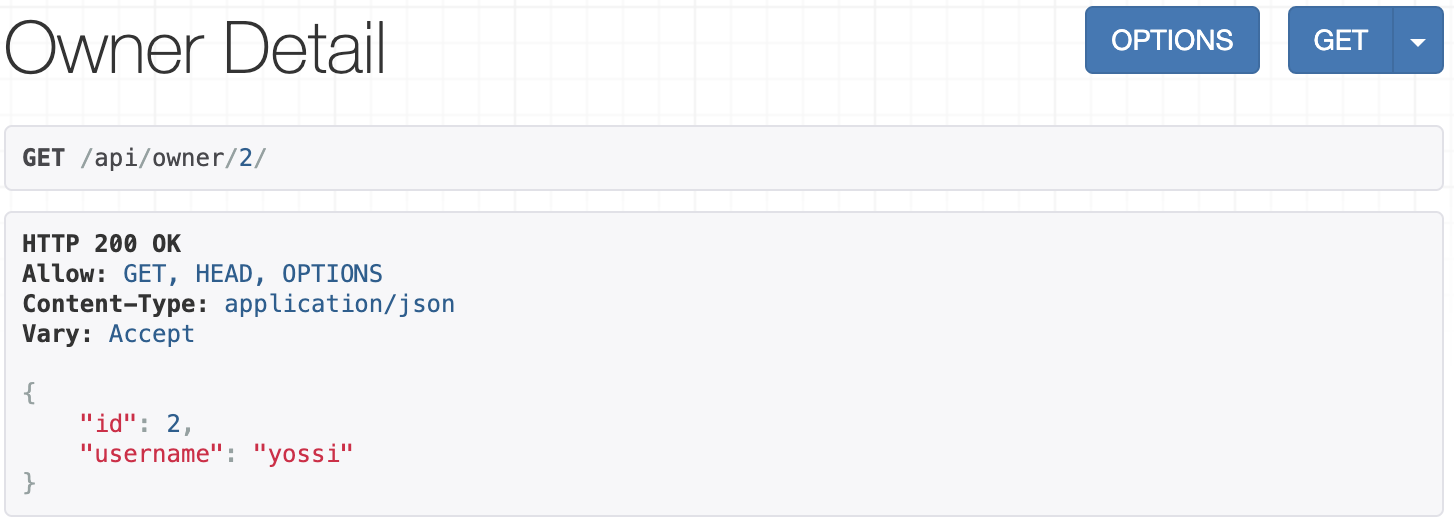 Owner Detail
OPTIONS
GET
GET /api/owner/2/
HTTP 200 OK
Allow: GET, HEAD, OPTIONS
Content-Type: application/json
Vary: Accept
{
    "id": 2,
    "username": "yossi"
}